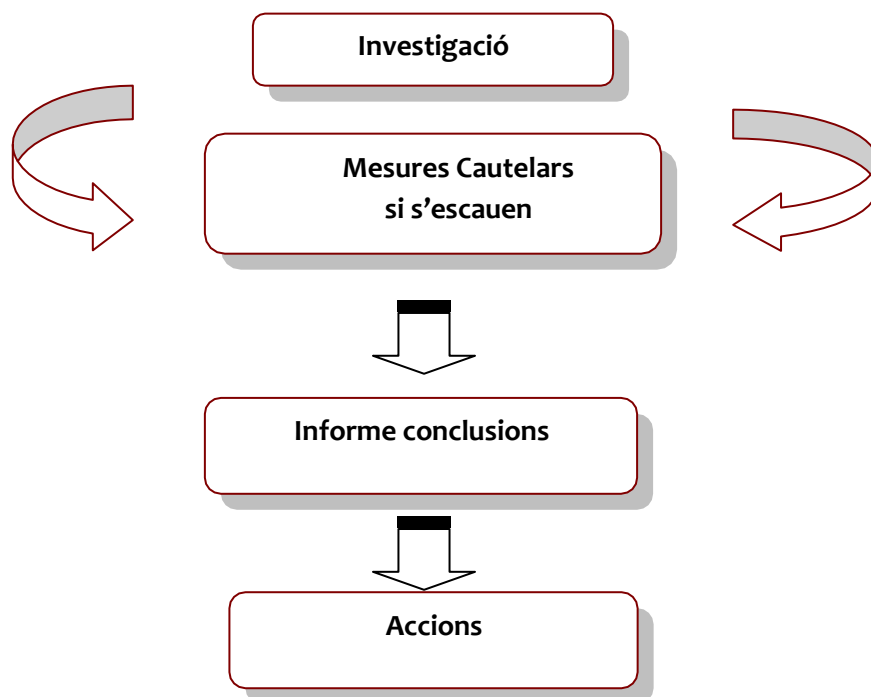 Investigació
Mesures Cautelars
si s’escauen
Informe conclusions
Accions